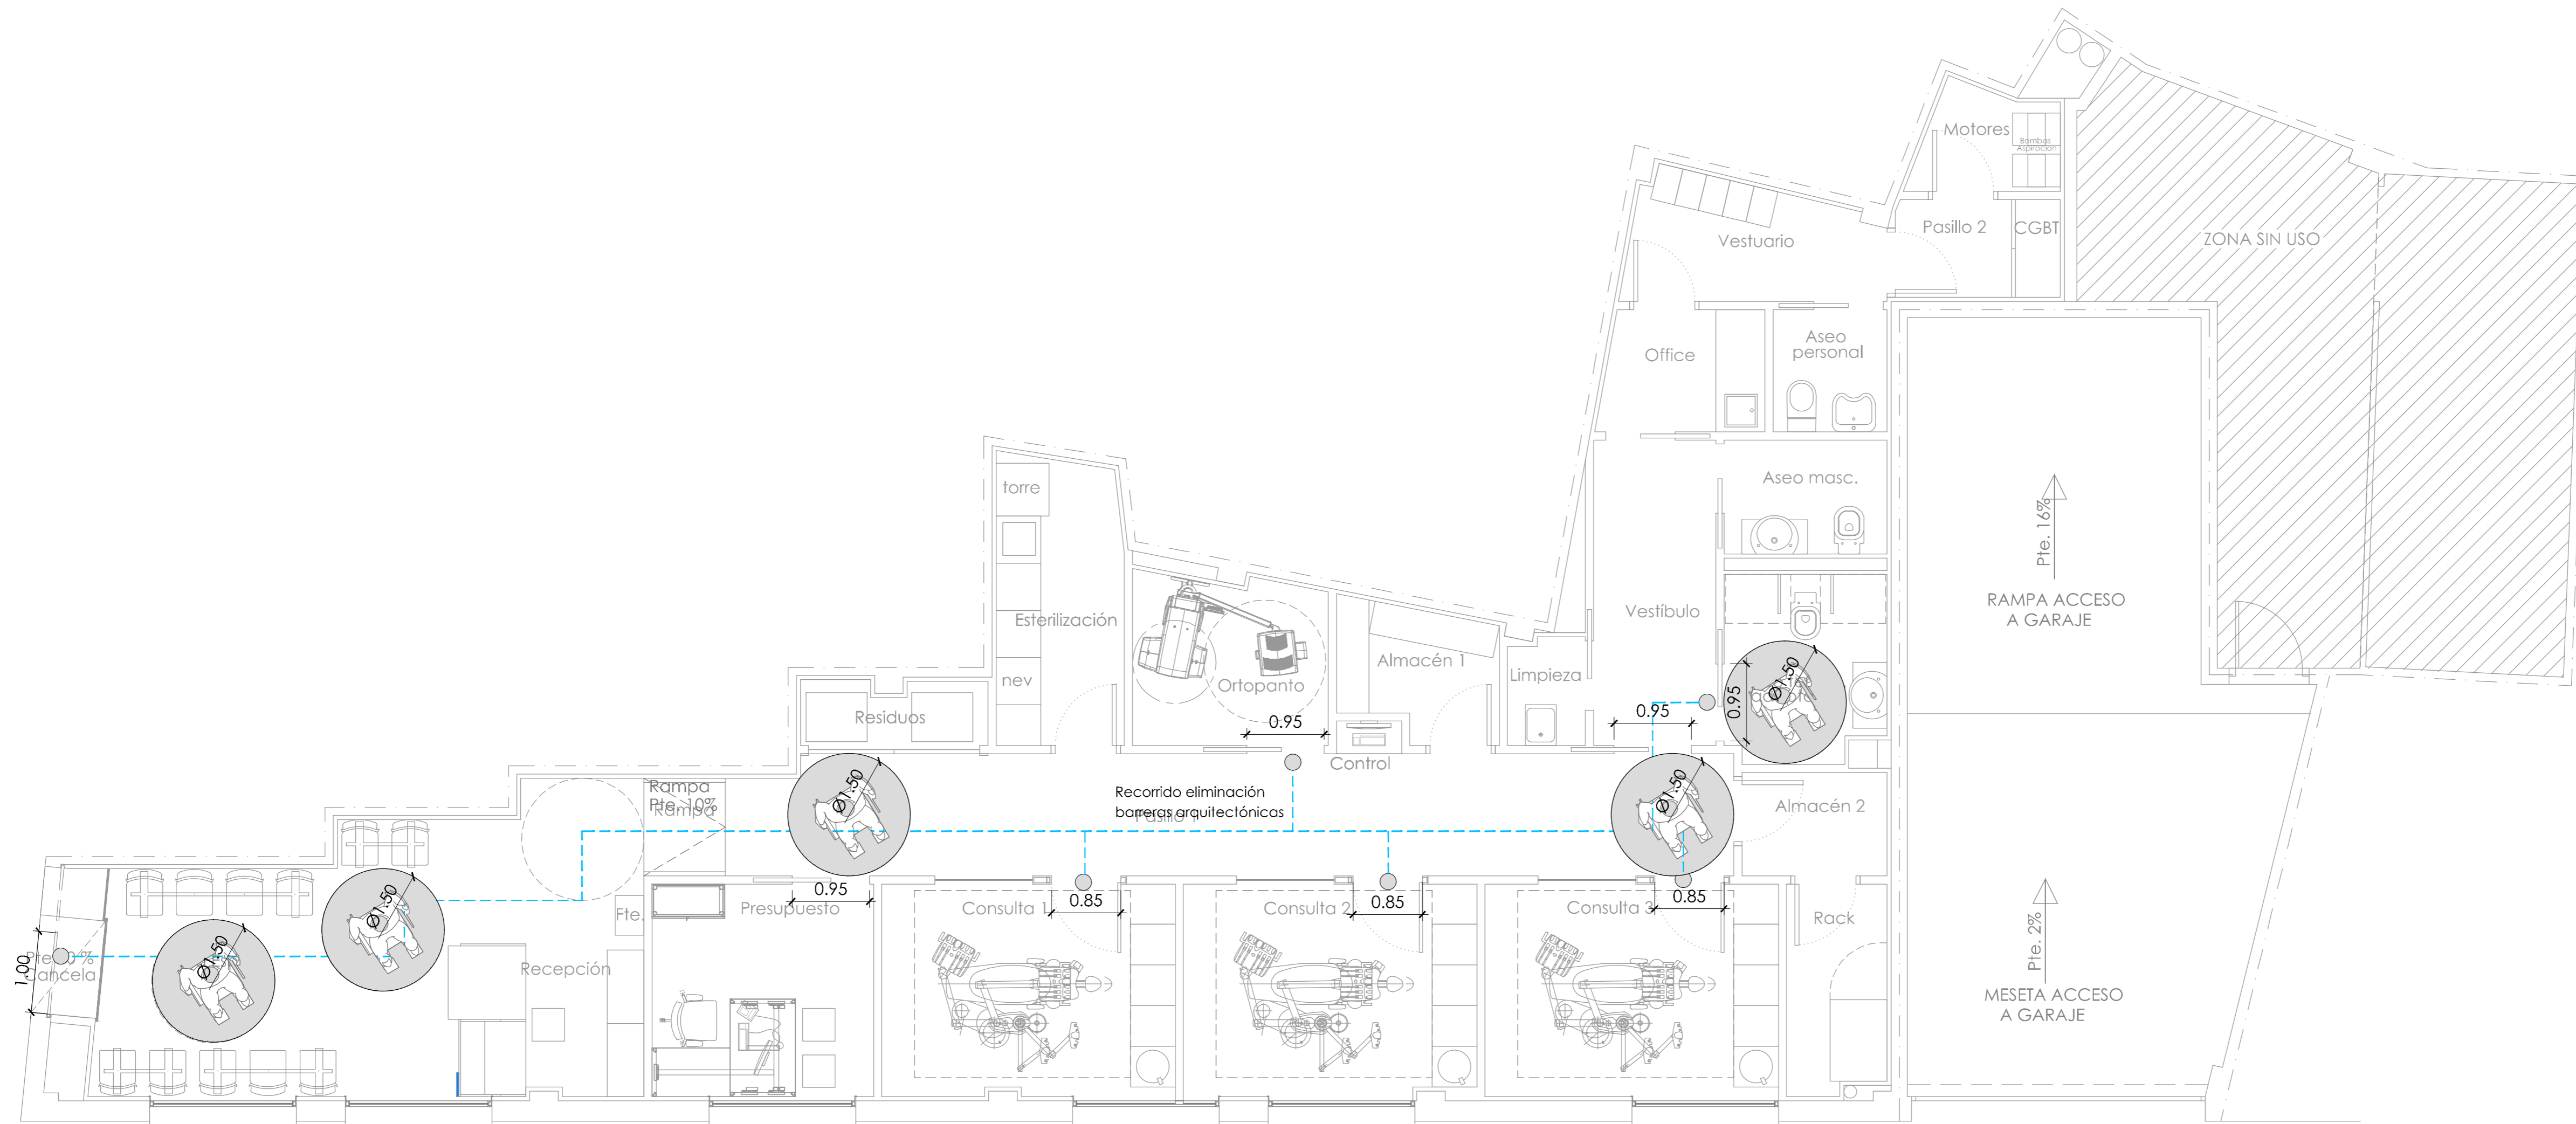 Motores
Bombas
Aspiración
Vestuario
Pasillo 2
CGBT
ZONA SIN USO
Office
Aseo
personal
torre
Aseo masc.
Pte. 16%
RAMPA ACCESO
A GARAJE
Esterilización
Vestíbulo
nev
Ortopanto
Almacén 1
Limpieza
Ø1.50
0.95
Residuos
0.95
0.95
Control
Rampa
Pte. 10%
Rampa
Ø1.50
Recorrido eliminación
barreras arquitectónicas
Pasillo 1
Ø1.50
Almacén 2
Ø1.50
0.95
0.85
0.85
0.85
Fte.
Presupuesto
Consulta 1
Consulta 2
Consulta 3
Rack
Pte. 2%
Ø1.50
1.00
Cancela
Recepción
MESETA ACCESO
A GARAJE